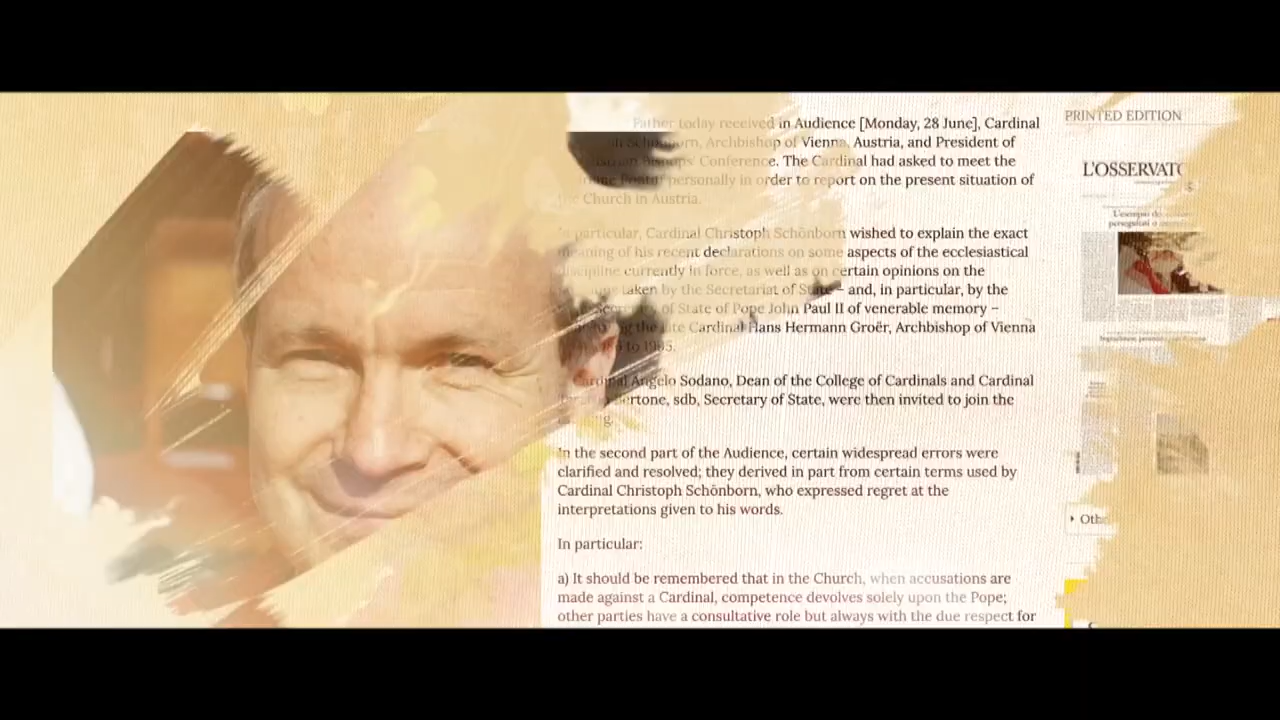 Father today received in Audience [Monday, 28 June], Cardinal
Schönborn, Archbishop of Vienna, Austria, and President of
Bishops' Conference. The Cardinal had asked to meet the
Pontiff personally in order to report on the present situation of
the Church in Austria.
In particular, Cardinal Christoph Schönborn wished to explain the exact
meaning of his recent declarations on some aspects of the ecclesiastical
discipline currently in force, as well as on certain opinions on the
taken by the Secretariat of State – and, in particular, by the
Secretary of State of Pope John Paul II of venerable memory –
the late Cardinal Hans Hermann Groër, Archbishop of Vienna
to 1995.
Cardinal Angelo Sodano, Dean of the College of Cardinals and Cardinal
Bertone, sdb, Secretary of State, were then invited to join the
In the second part of the Audience, certain widespread errors were
clarified and resolved; they derived in part from certain terms used by
Cardinal Christoph Schönborn, who expressed regret at the
interpretations given to his words.
In particular:
a) It should be remembered that in the Church, when accusations are
made against a Cardinal, competence devolves solely upon the Pope;
other parties have a consultative role but always with the due respect for
PRINTED EDITION
L'OSSERVATO